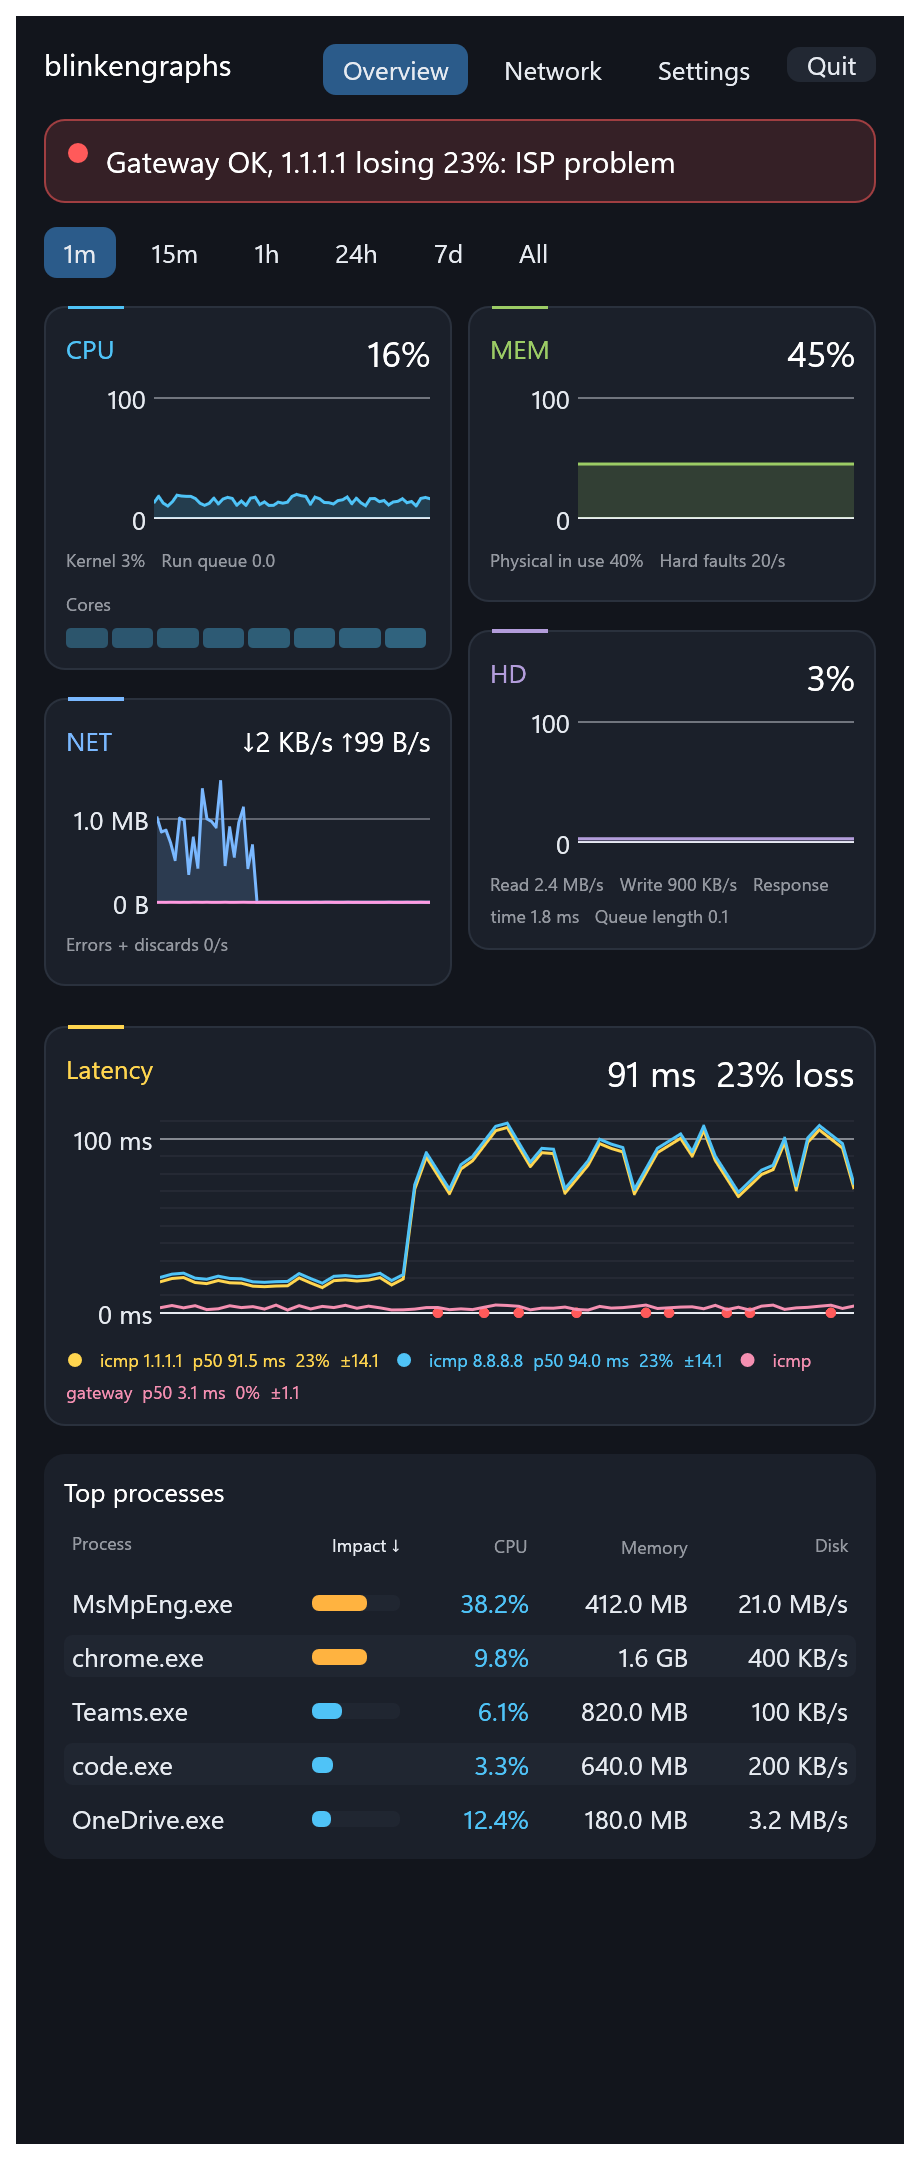 blinkengraphs Overview Network Settings Quit
Gateway OK, 1.1.1.1 losing 23%: ISP problem
1m 15m 1h 24h 7d All
CPU 16%
100
0
Kernel 3% Run queue 0.0
Cores
MEM 45%
100
0
Physical in use 40% Hard faults 20/s
NET ↓2 KB/s ↑99 B/s
1.0 MB
0 B
Errors + discards 0/s
HD 3%
100
0
Read 2.4 MB/s Write 900 KB/s Response
time 1.8 ms Queue length 0.1
Latency 91 ms 23% loss
100 ms
0 ms
icmp 1.1.1.1 p50 91.5 ms 23% ±14.1 icmp 8.8.8.8 p50 94.0 ms 23% ±14.1 icmp
gateway p50 3.1 ms 0% ±1.1
Top processes
Process Impact ↓ CPU Memory Disk
MsMpEng.exe 38.2% 412.0 MB 21.0 MB/s
chrome.exe 9.8% 1.6 GB 400 KB/s
Teams.exe 6.1% 820.0 MB 100 KB/s
code.exe 3.3% 640.0 MB 200 KB/s
OneDrive.exe 12.4% 180.0 MB 3.2 MB/s